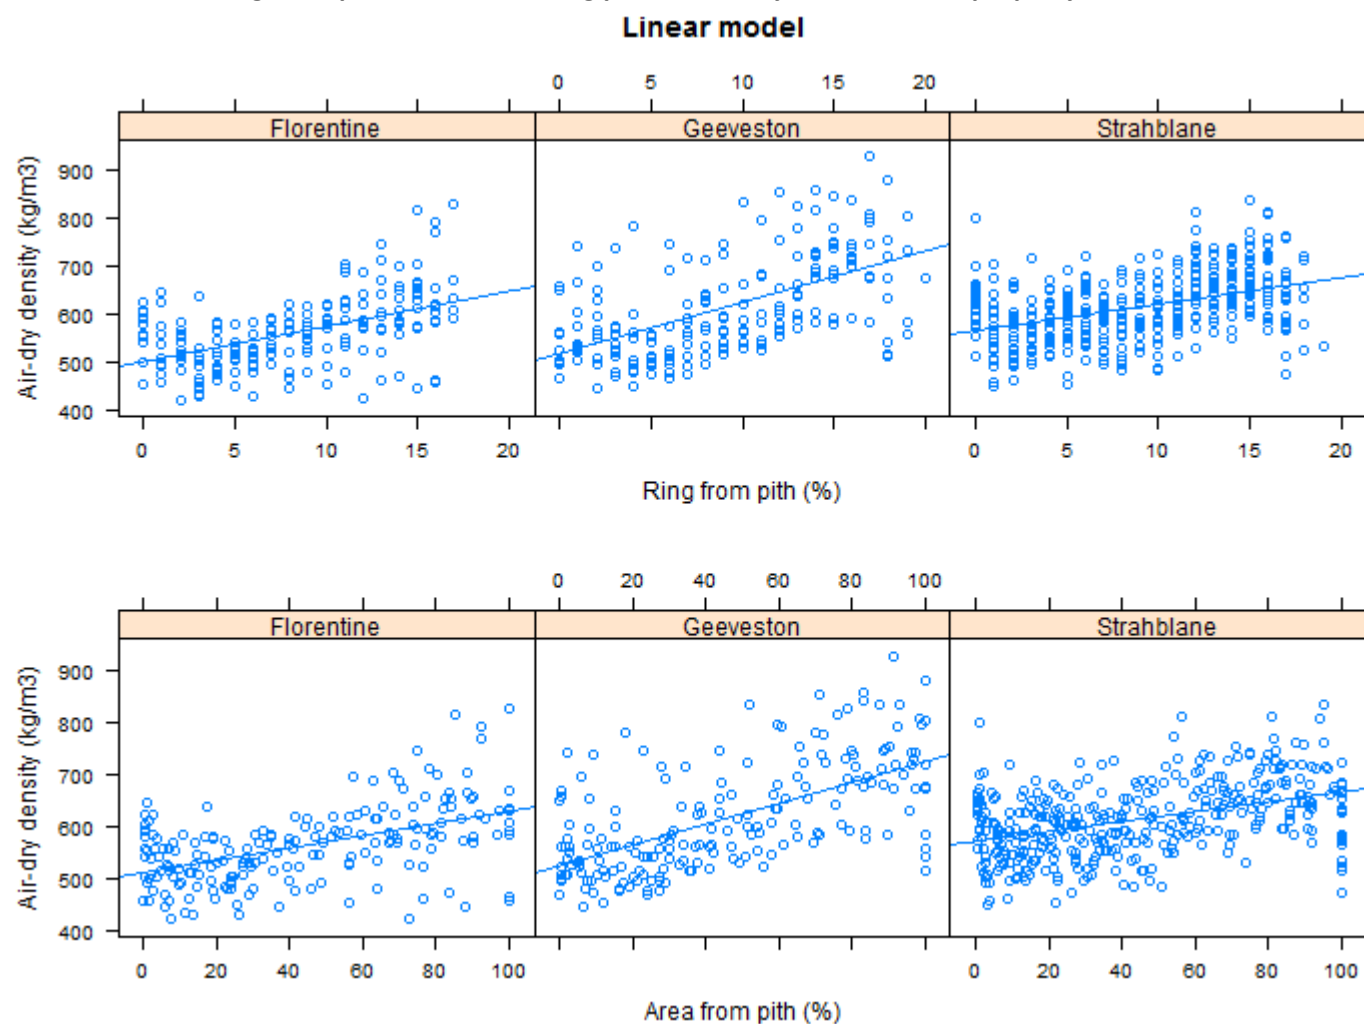 Linear model
0 5 10 15 20
Florentine Geeveston Strahblane
Air-dry density (kg/m3)
900
800
700
600
500
400
0 5 10 15 20 0 5 10 15 20
Ring from pith (%)
0 20 40 60 80 100
Florentine Geeveston Strahblane
Air-dry density (kg/m3)
900
800
700
600
500
400
0 20 40 60 80 100 0 20 40 60 80 100
Area from pith (%)